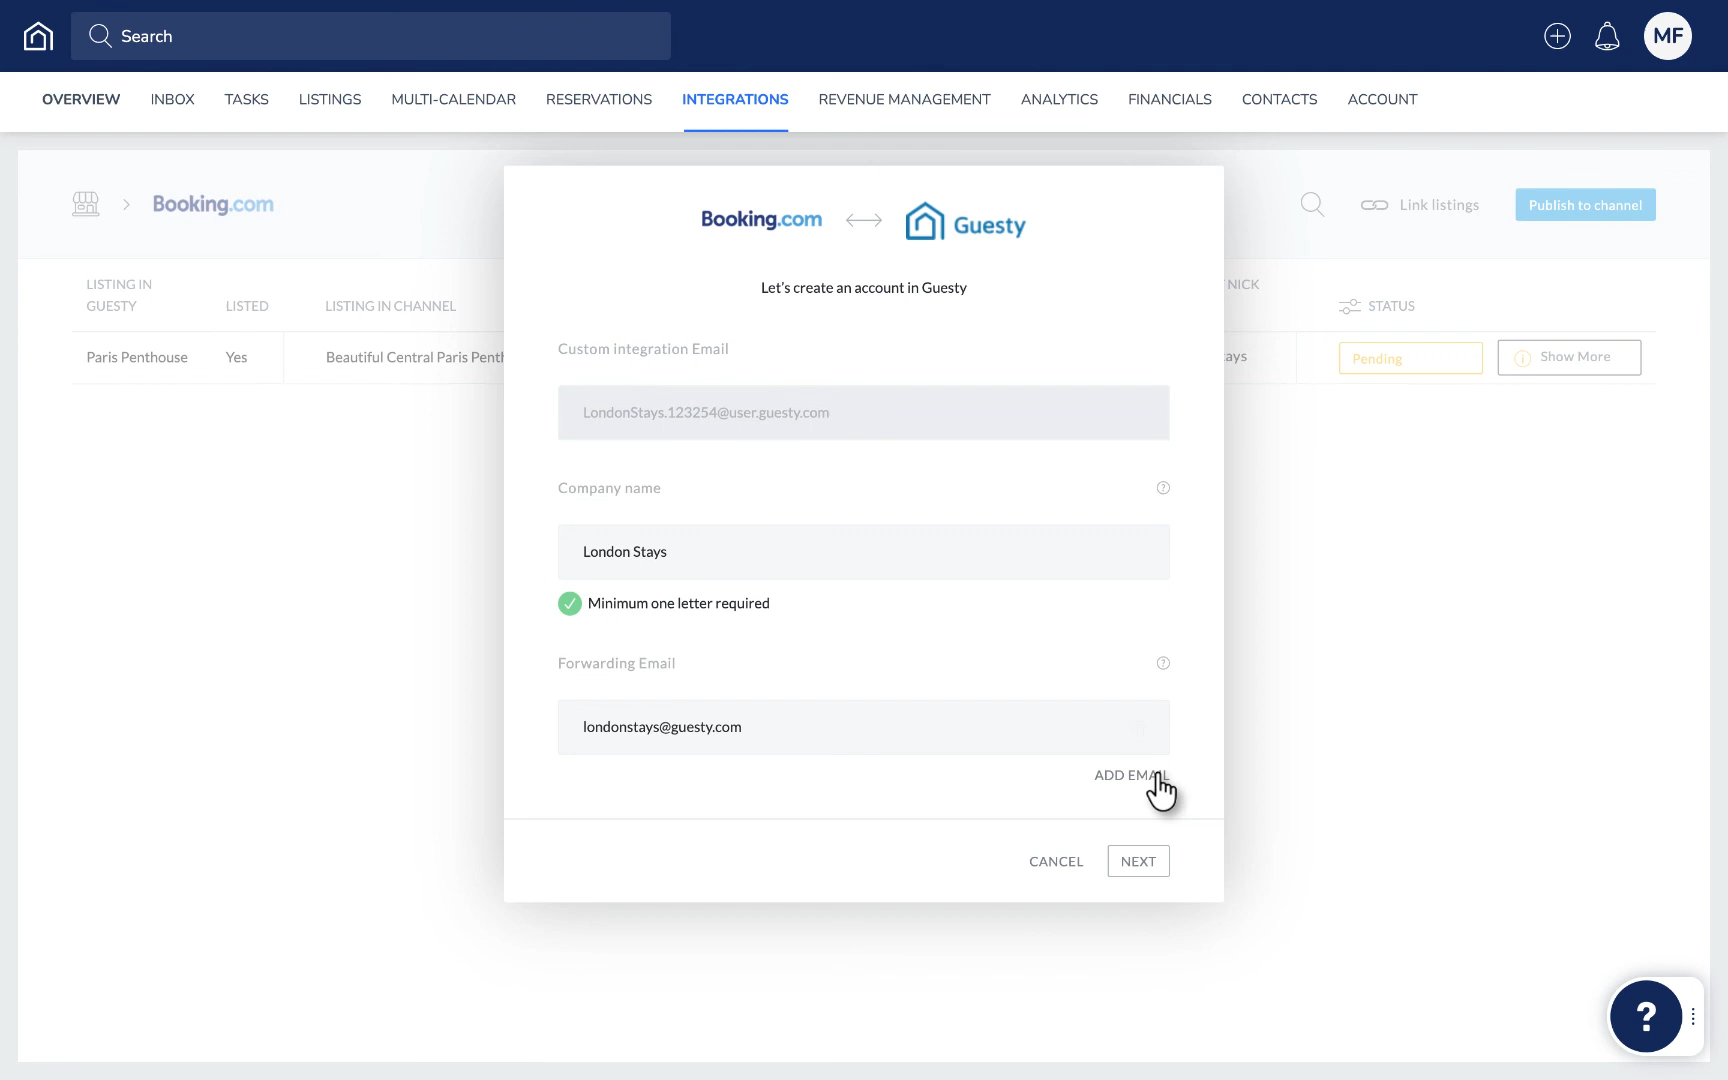 Search
MF
OVERVIEW INBOX TASKS LISTINGS MULTI-CALENDAR RESERVATIONS INTEGRATIONS REVENUE MANAGEMENT ANALYTICS FINANCIALS CONTACTS ACCOUNT
Booking.com
Link listings
Publish to channel
LISTING IN
GUESTY
LISTED
LISTING IN CHANNEL
NICK
STATUS
Paris Penthouse
Yes
Beautiful Central Paris Penth
ays
Pending
Show More
Booking.com
Guesty
Let's create an account in Guesty
Custom integration Email
LondonStays.123254@user.guesty.com
Company name
?
London Stays
Minimum one letter required
Forwarding Email
?
londonstays@guesty.com
ADD EMAIL
CANCEL
NEXT
?